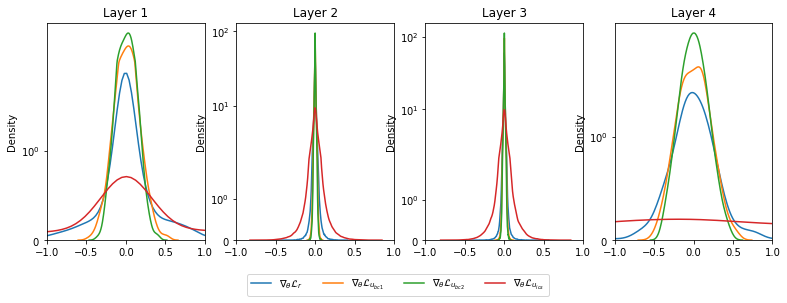 Layer 1 Layer 2 Layer 3 Layer 4
Density Density Density Density
10² 10²
10¹ 10¹
10⁰ 10⁰ 10⁰ 10⁰
0 0 0 0
−1.0 −0.5 0.0 0.5 1.0 −1.0 −0.5 0.0 0.5 1.0 −1.0 −0.5 0.0 0.5 1.0 −1.0 −0.5 0.0 0.5 1.0
∇θℒr ∇θℒu_bc1 ∇θℒu_bc2 ∇θℒu_ics